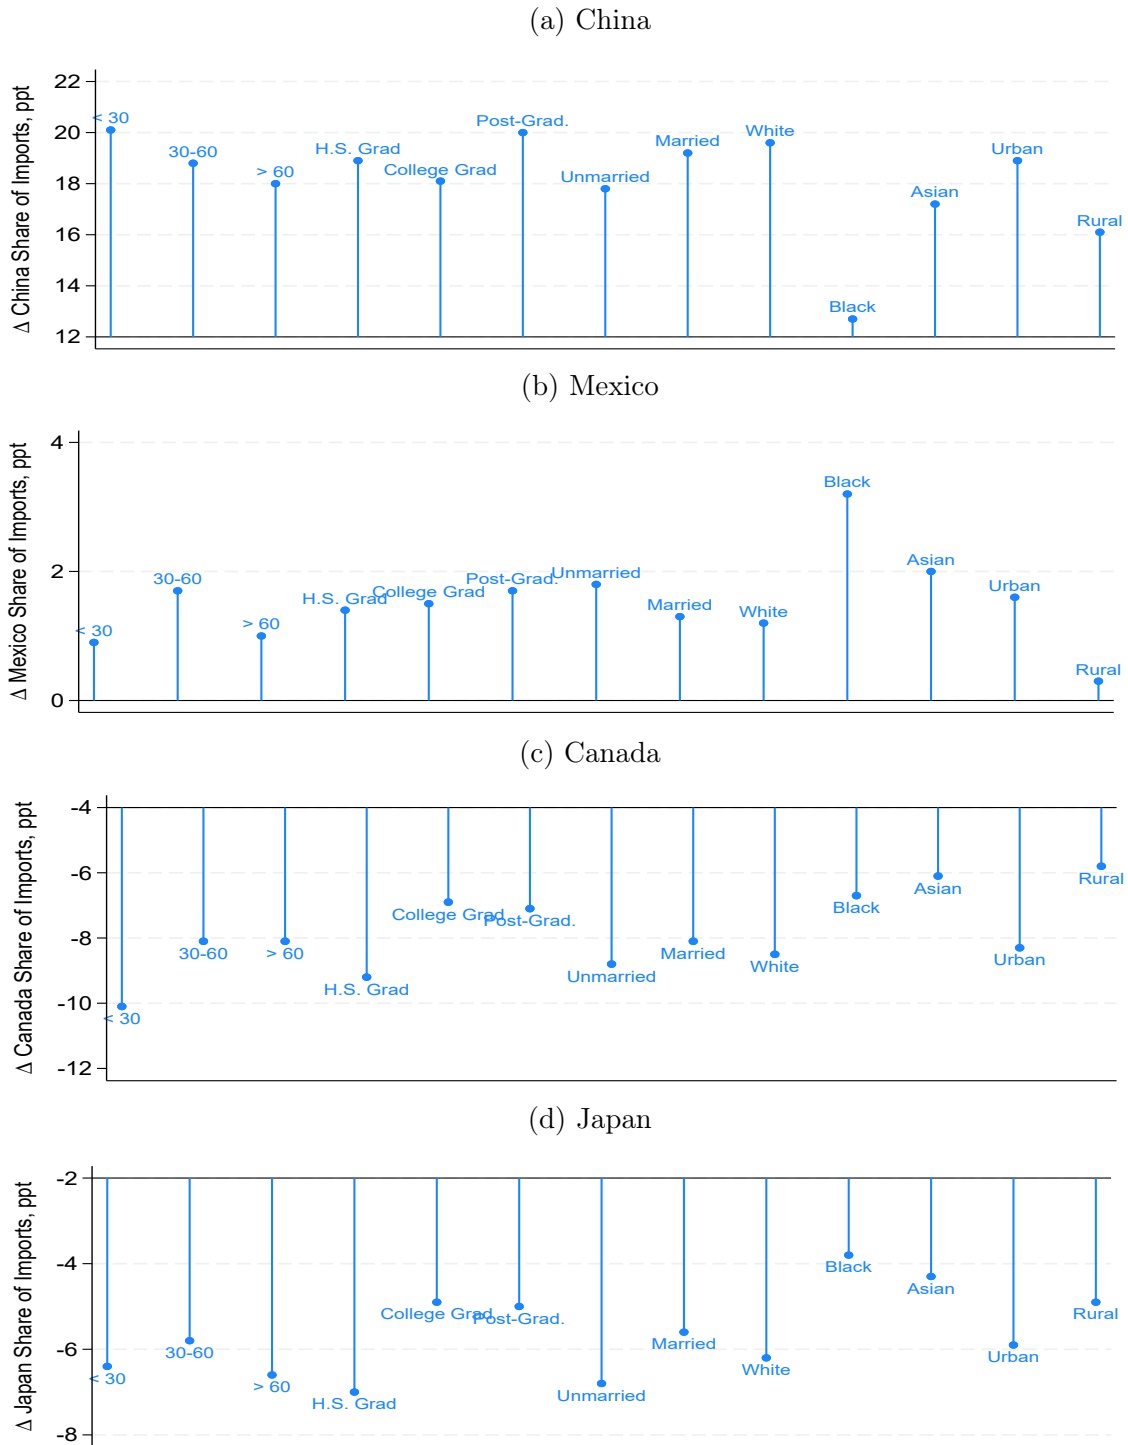 (a) China
Δ China Share of Imports, ppt
22
20
18
16
14
12
< 30
30-60
> 60
H.S. Grad
College Grad
Post-Grad.
Unmarried
Married
White
Black
Asian
Urban
Rural
(b) Mexico
Δ Mexico Share of Imports, ppt
4
2
0
< 30
30-60
> 60
H.S. Grad
College Grad
Post-Grad.
Unmarried
Married
White
Black
Asian
Urban
Rural
(c) Canada
Δ Canada Share of Imports, ppt
-4
-6
-8
-10
-12
< 30
30-60
> 60
H.S. Grad
College Grad
Post-Grad.
Unmarried
Married
White
Black
Asian
Urban
Rural
(d) Japan
Δ Japan Share of Imports, ppt
-2
-4
-6
-8
< 30
30-60
> 60
H.S. Grad
College Grad
Post-Grad.
Unmarried
Married
White
Black
Asian
Urban
Rural